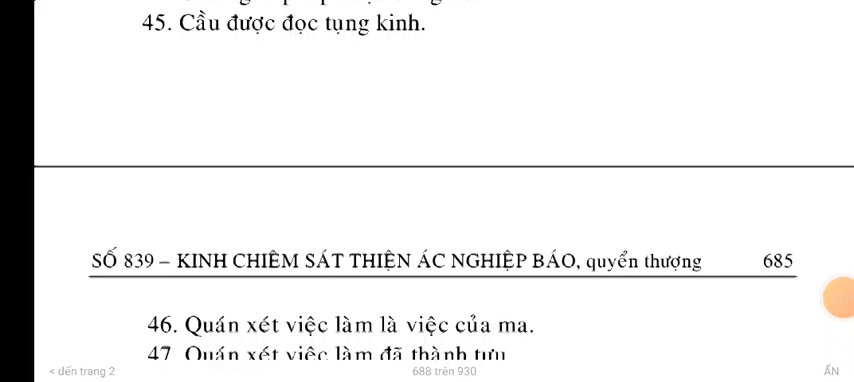 45. Cầu được đọc tụng kinh.
SỐ 839 – KINH CHIÊM SÁT THIỆN ÁC NGHIỆP BÁO, quyển thượng 685
46. Quán xét việc làm là việc của ma.
47. Quán xét việc làm đã thành tựu
< dến trang 2 688 trên 930 ẨN